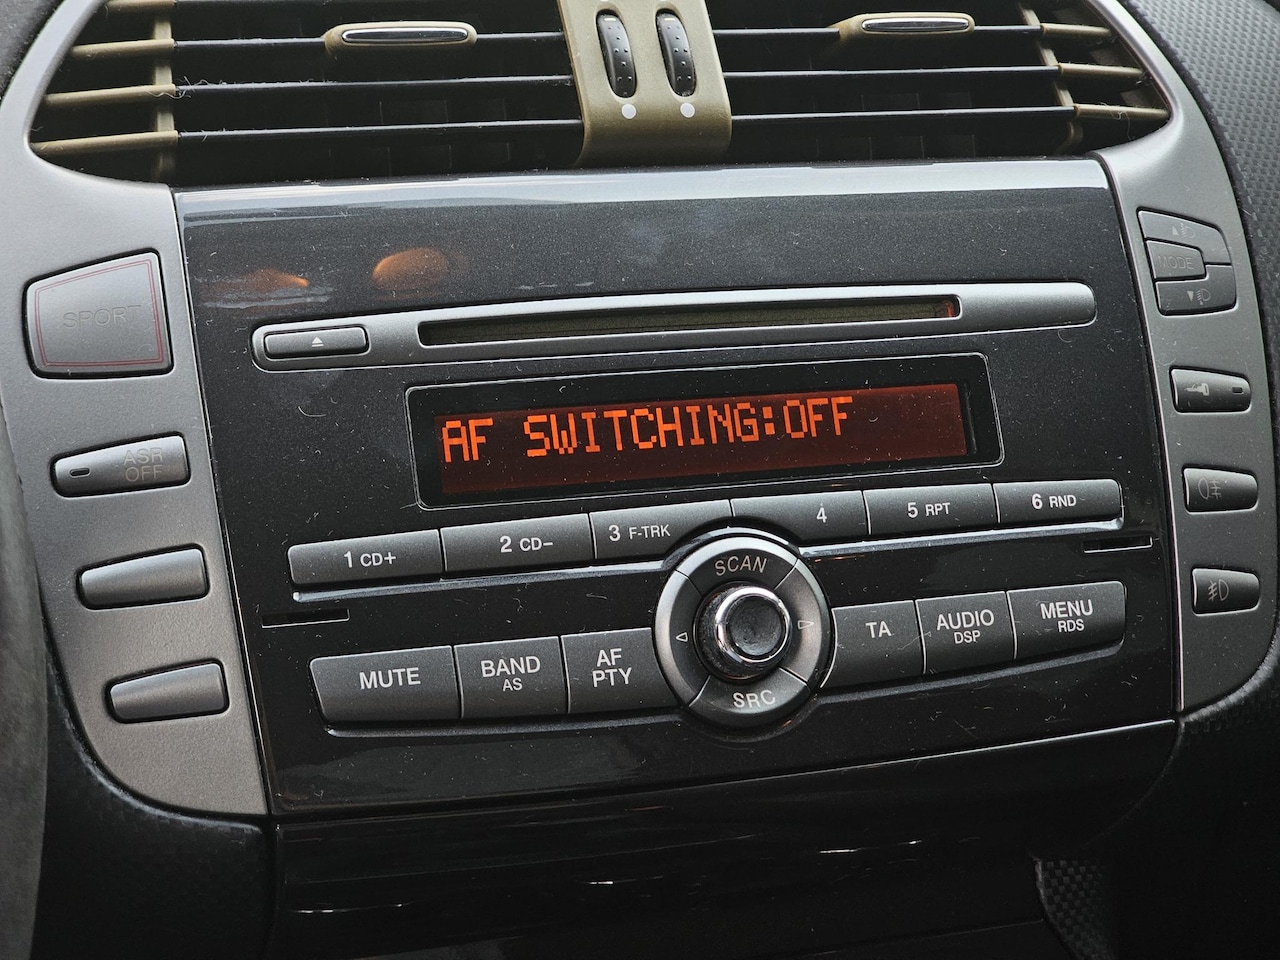 SPORT
MODE
AF SWITCHING:OFF
ASR
OFF
1 CD+
2 CD−
3 F-TRK
4
5 RPT
6 RND
SCAN
MUTE
BAND
AS
AF
PTY
SRC
TA
AUDIO
DSP
MENU
RDS